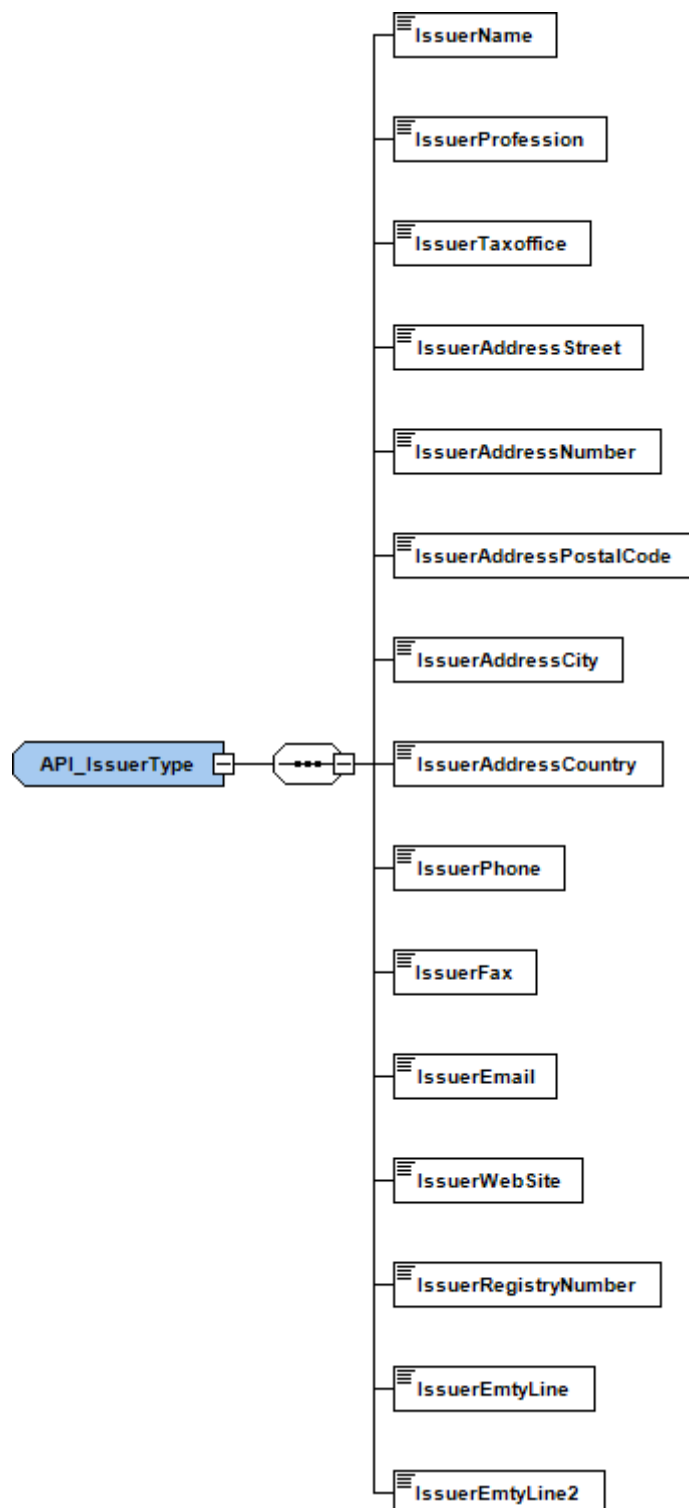 IssuerName
IssuerProfession
IssuerTaxoffice
IssuerAddressStreet
IssuerAddressNumber
IssuerAddressPostalCode
IssuerAddressCity
API_IssuerType
IssuerAddressCountry
IssuerPhone
IssuerFax
IssuerEmail
IssuerWebSite
IssuerRegistryNumber
IssuerEmtyLine
IssuerEmtyLine2